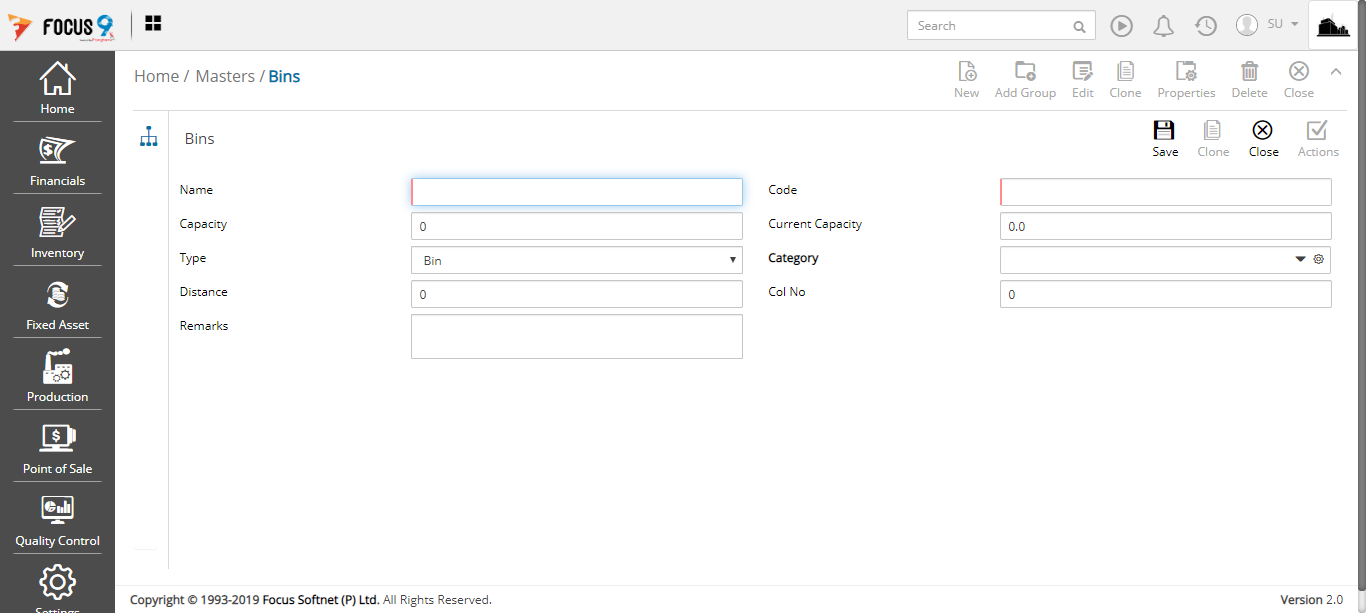 FOCUS 9
Search
SU
Home / Masters / Bins
New
Add Group
Edit
Clone
Properties
Delete
Close
Home
Financials
Inventory
Fixed Asset
Production
Point of Sale
Quality Control
Settings
Bins
Save
Clone
Close
Actions
Name
Code
Capacity
0
Current Capacity
0.0
Type
Bin
Category
Distance
0
Col No
0
Remarks
Copyright © 1993-2019 Focus Softnet (P) Ltd. All Rights Reserved.
Version 2.0